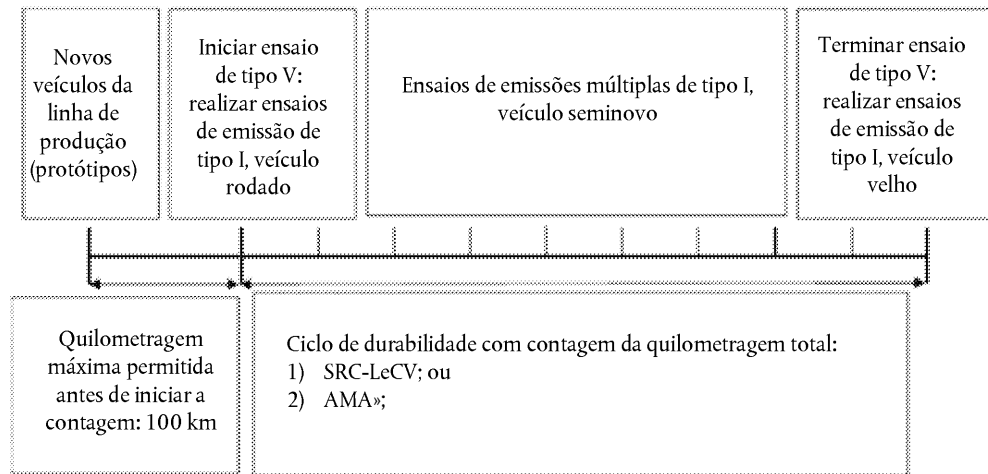 Novos
veículos da
linha de
produção
(protótipos)
Iniciar ensaio
de tipo V:
realizar ensaios
de emissão de
tipo I, veículo
rodado
Ensaios de emissões múltiplas de tipo I,
veículo seminovo
Terminar ensaio
de tipo V:
realizar ensaios
de emissão de
tipo I, veículo
velho
Quilometragem
máxima permitida
antes de iniciar a
contagem: 100 km
Ciclo de durabilidade com contagem da quilometragem total:
1) SRC-LeCV; ou
2) AMA»;